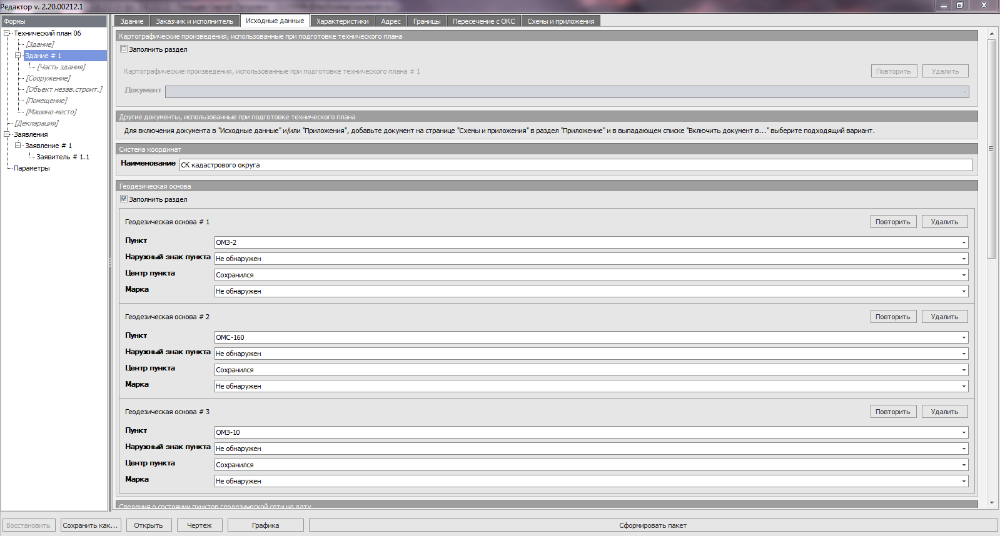 Редактор v. 2.20.00212.1
Формы
Технический план 06
[Здание]
Здание # 1
[Часть здания]
[Сооружение]
[Объект незав.строит.]
[Помещение]
[Машино-место]
[Декларация]
Заявления
Заявление # 1
Заявитель # 1.1
Параметры
Здание Заказчик и исполнитель Исходные данные Характеристики Адрес Границы Пересечение с ОКС Схемы и приложения
Картографические произведения, использованные при подготовке технического плана
Заполнить раздел
Картографические произведения, использованные при подготовке технического плана # 1 Повторить Удалить
Документ
Другие документы, использованные при подготовке технического плана
Для включения документа в "Исходные данные" и/или "Приложения", добавьте документ на странице "Схемы и приложения" в раздел "Приложение" и в выпадающем списке "Включить документ в..." выберите подходящий вариант.
Система координат
Наименование СК кадастрового округа
Геодезическая основа
Заполнить раздел
Геодезическая основа # 1 Повторить Удалить
Пункт ОМЗ-2
Наружный знак пункта Не обнаружен
Центр пункта Сохранился
Марка Не обнаружен
Геодезическая основа # 2 Повторить Удалить
Пункт ОМС-160
Наружный знак пункта Не обнаружен
Центр пункта Сохранился
Марка Не обнаружен
Геодезическая основа # 3 Повторить Удалить
Пункт ОМЗ-10
Наружный знак пункта Не обнаружен
Центр пункта Сохранился
Марка Не обнаружен
Сведения о состоянии пунктов геодезической сети на дату
Восстановить Сохранить как... Открыть Чертеж Графика Сформировать пакет